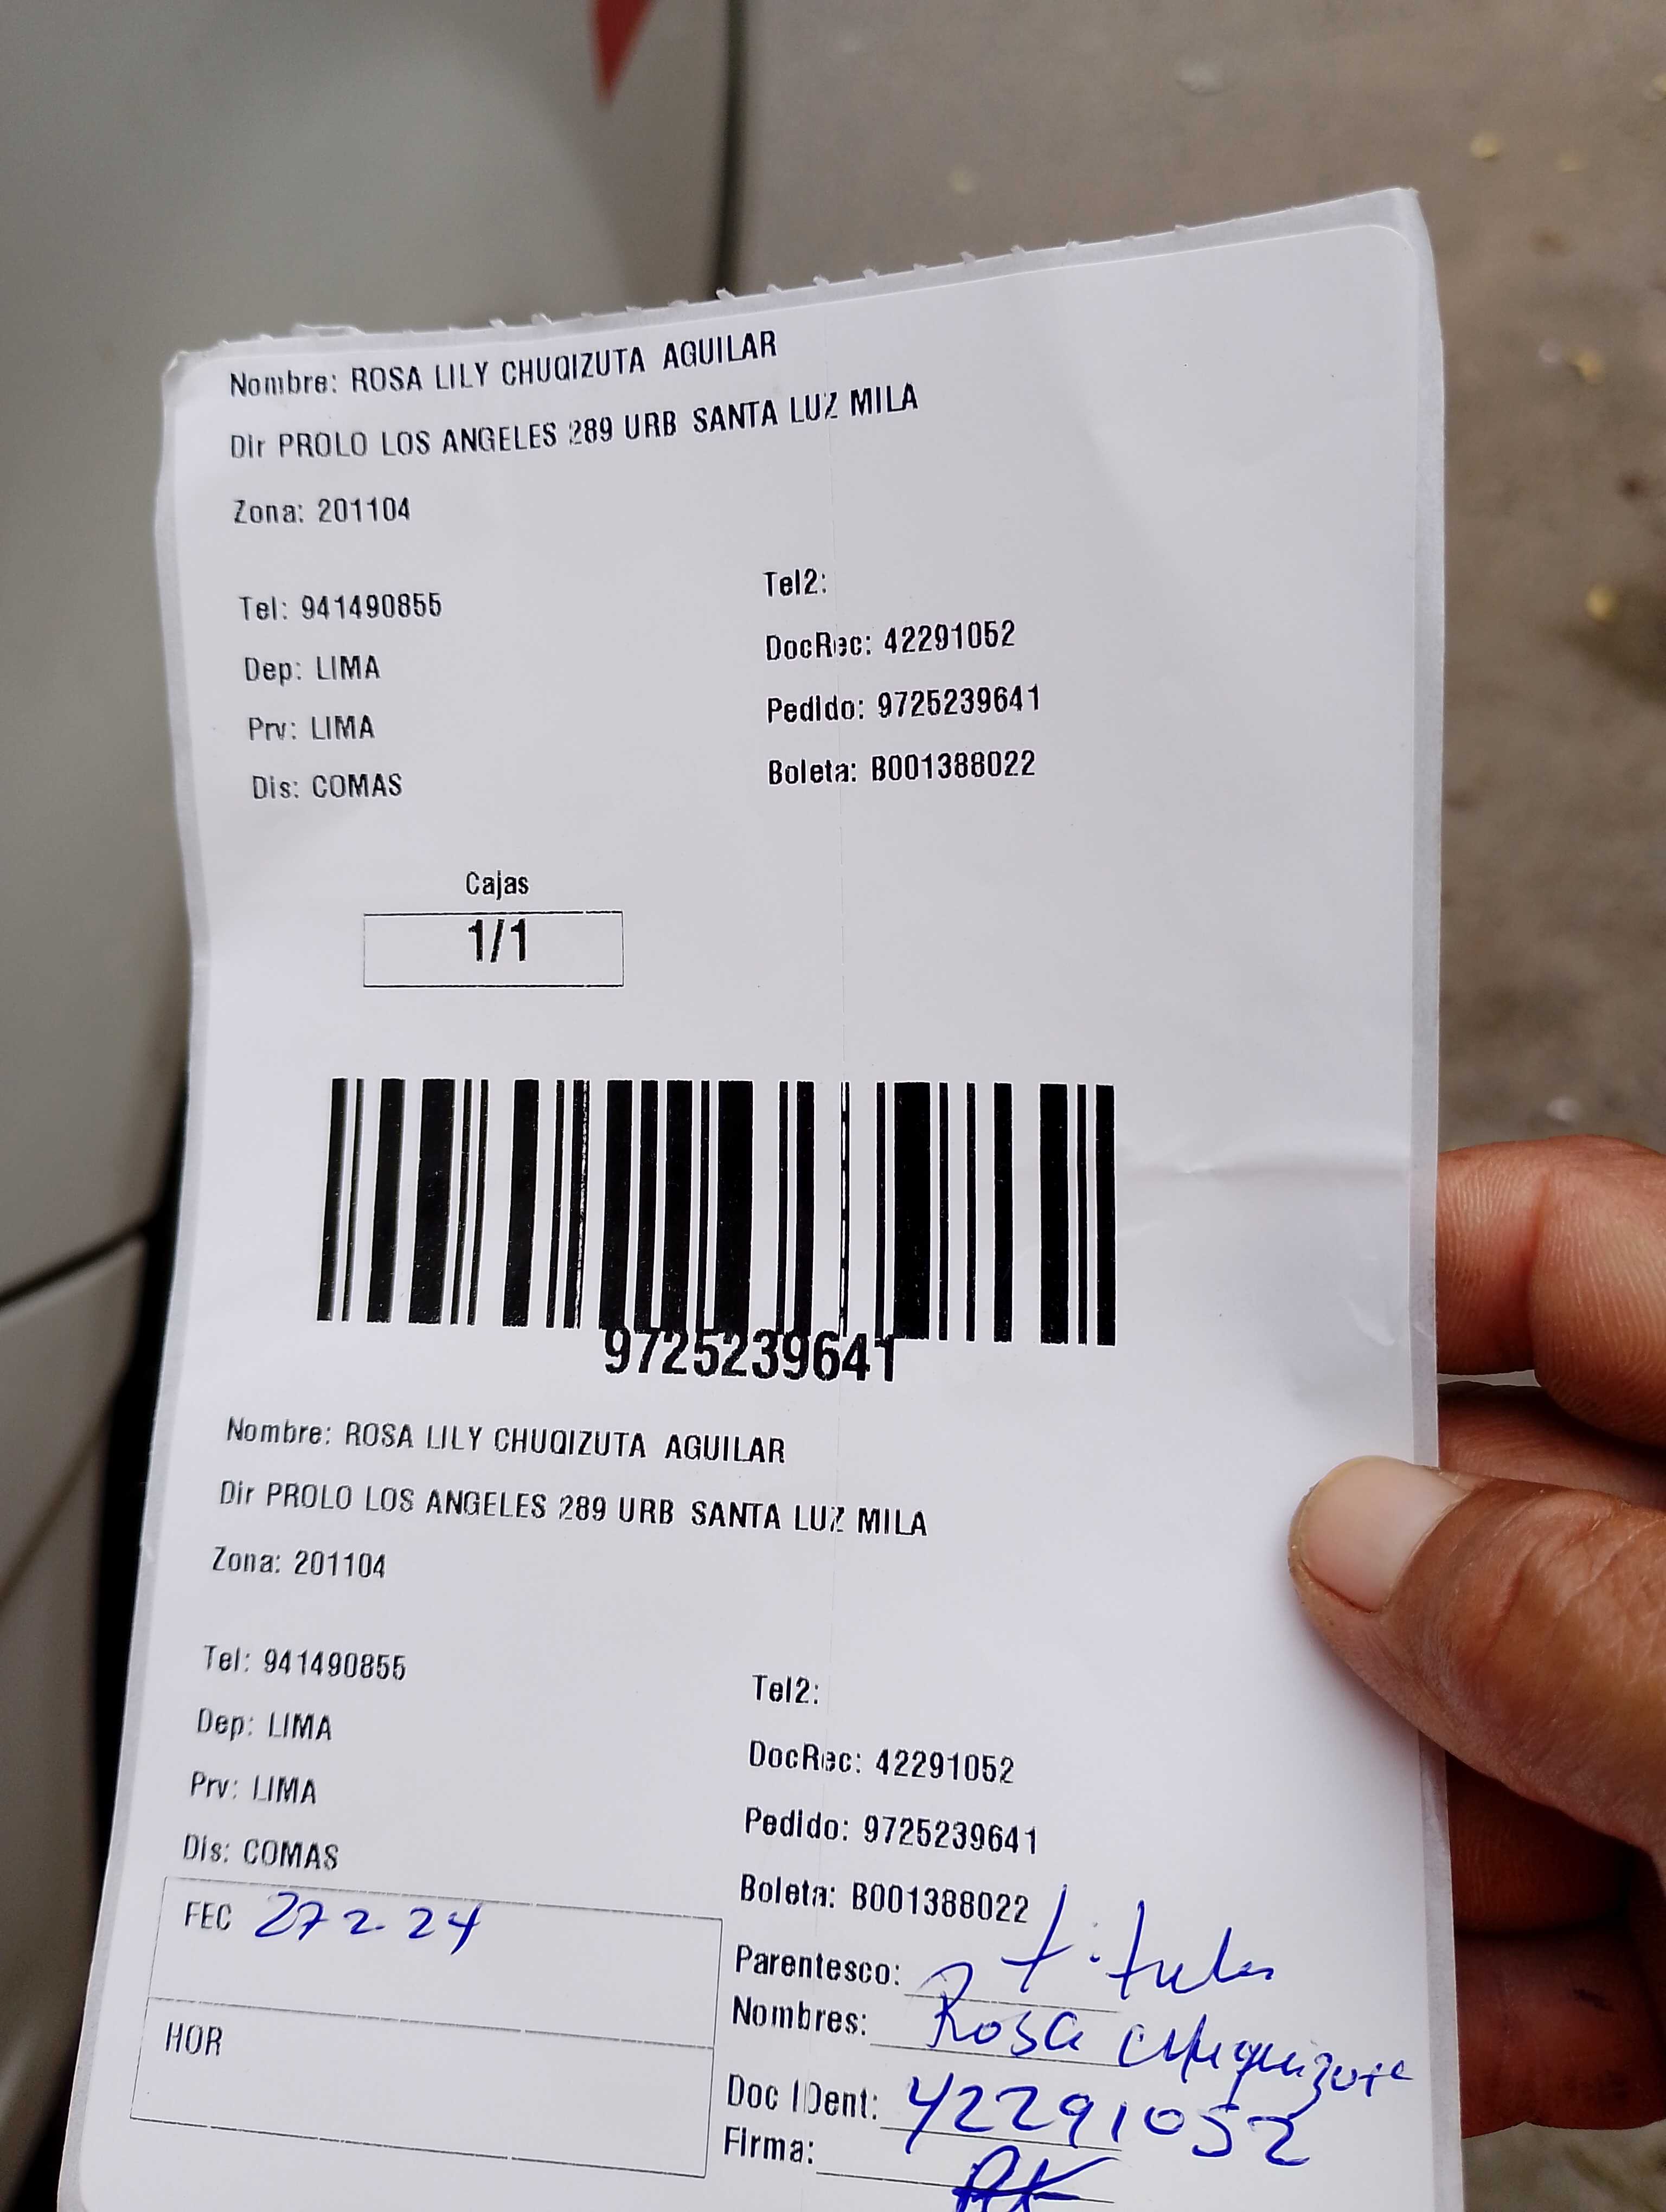 Nombre: ROSA LILY CHUQIZUTA AGUILAR
Dir PROLO LOS ANGELES 289 URB SANTA LUZ MILA
Zona: 201104
Tel: 941490855
Tel2:
Dep: LIMA
DocRec: 42291052
Prv: LIMA
Pedido: 9725239641
Dis: COMAS
Boleta: B001388022
Cajas
1/1
9725239641
Nombre: ROSA LILY CHUQIZUTA AGUILAR
Dir PROLO LOS ANGELES 289 URB SANTA LUZ MILA
Zona: 201104
Tel: 941490855
Tel2:
Dep: LIMA
DocRec: 42291052
Prv: LIMA
Pedido: 9725239641
Dis: COMAS
Boleta: B001388022
FEC 27 2 - 24
Parentesco: titular
Nombres: Rosa Chuquizuta
HOR
Doc IDent: 42291052
Firma: